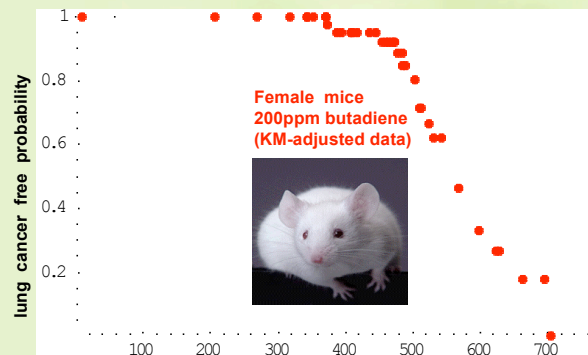 lung cancer free probability
1
0.8
0.6
0.4
0.2
Female mice
200ppm butadiene
(KM-adjusted data)
100 200 300 400 500 600 700